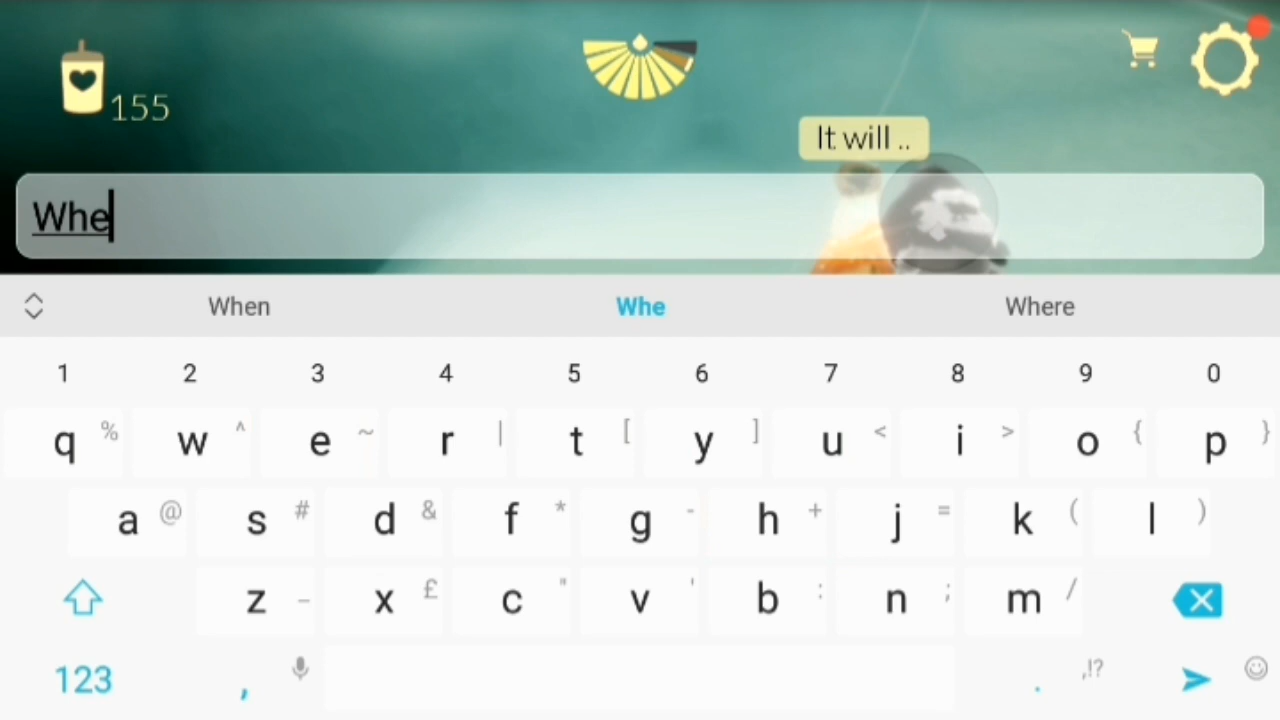 155
It will ..
Whe
When Whe Where
1 2 3 4 5 6 7 8 9 0
q % w ^ e ~ r | t [ y ] u < i > o { p }
a @ s # d & f * g - h + j = k ( l )
z _ x £ c " v ' b : n ; m /
123 , . ,!?